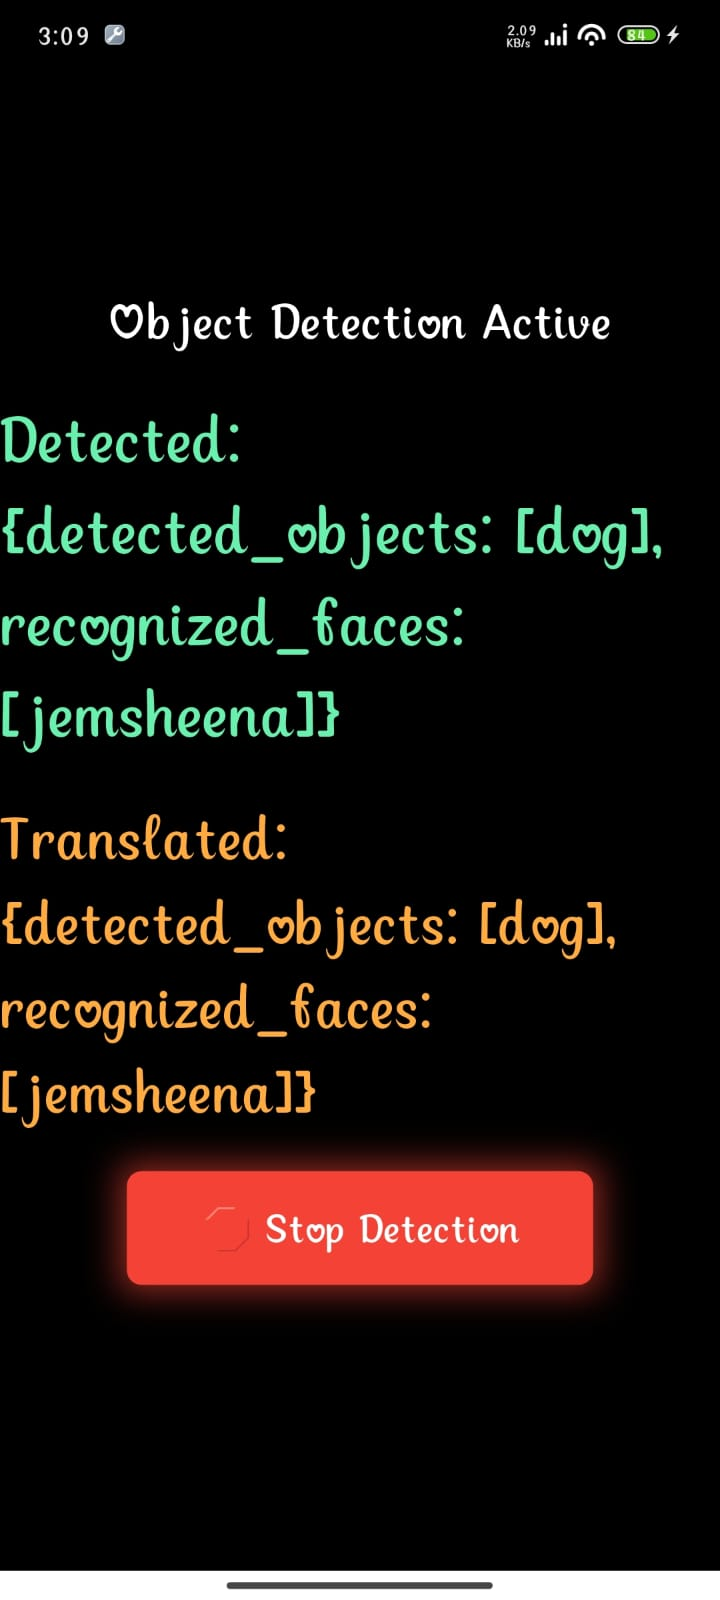 3:09
2.09
KB/s
84
Object Detection Active
Detected:
{detected_objects: [dog],
recognized_faces:
[jemsheena]}
Translated:
{detected_objects: [dog],
recognized_faces:
[jemsheena]}
Stop Detection